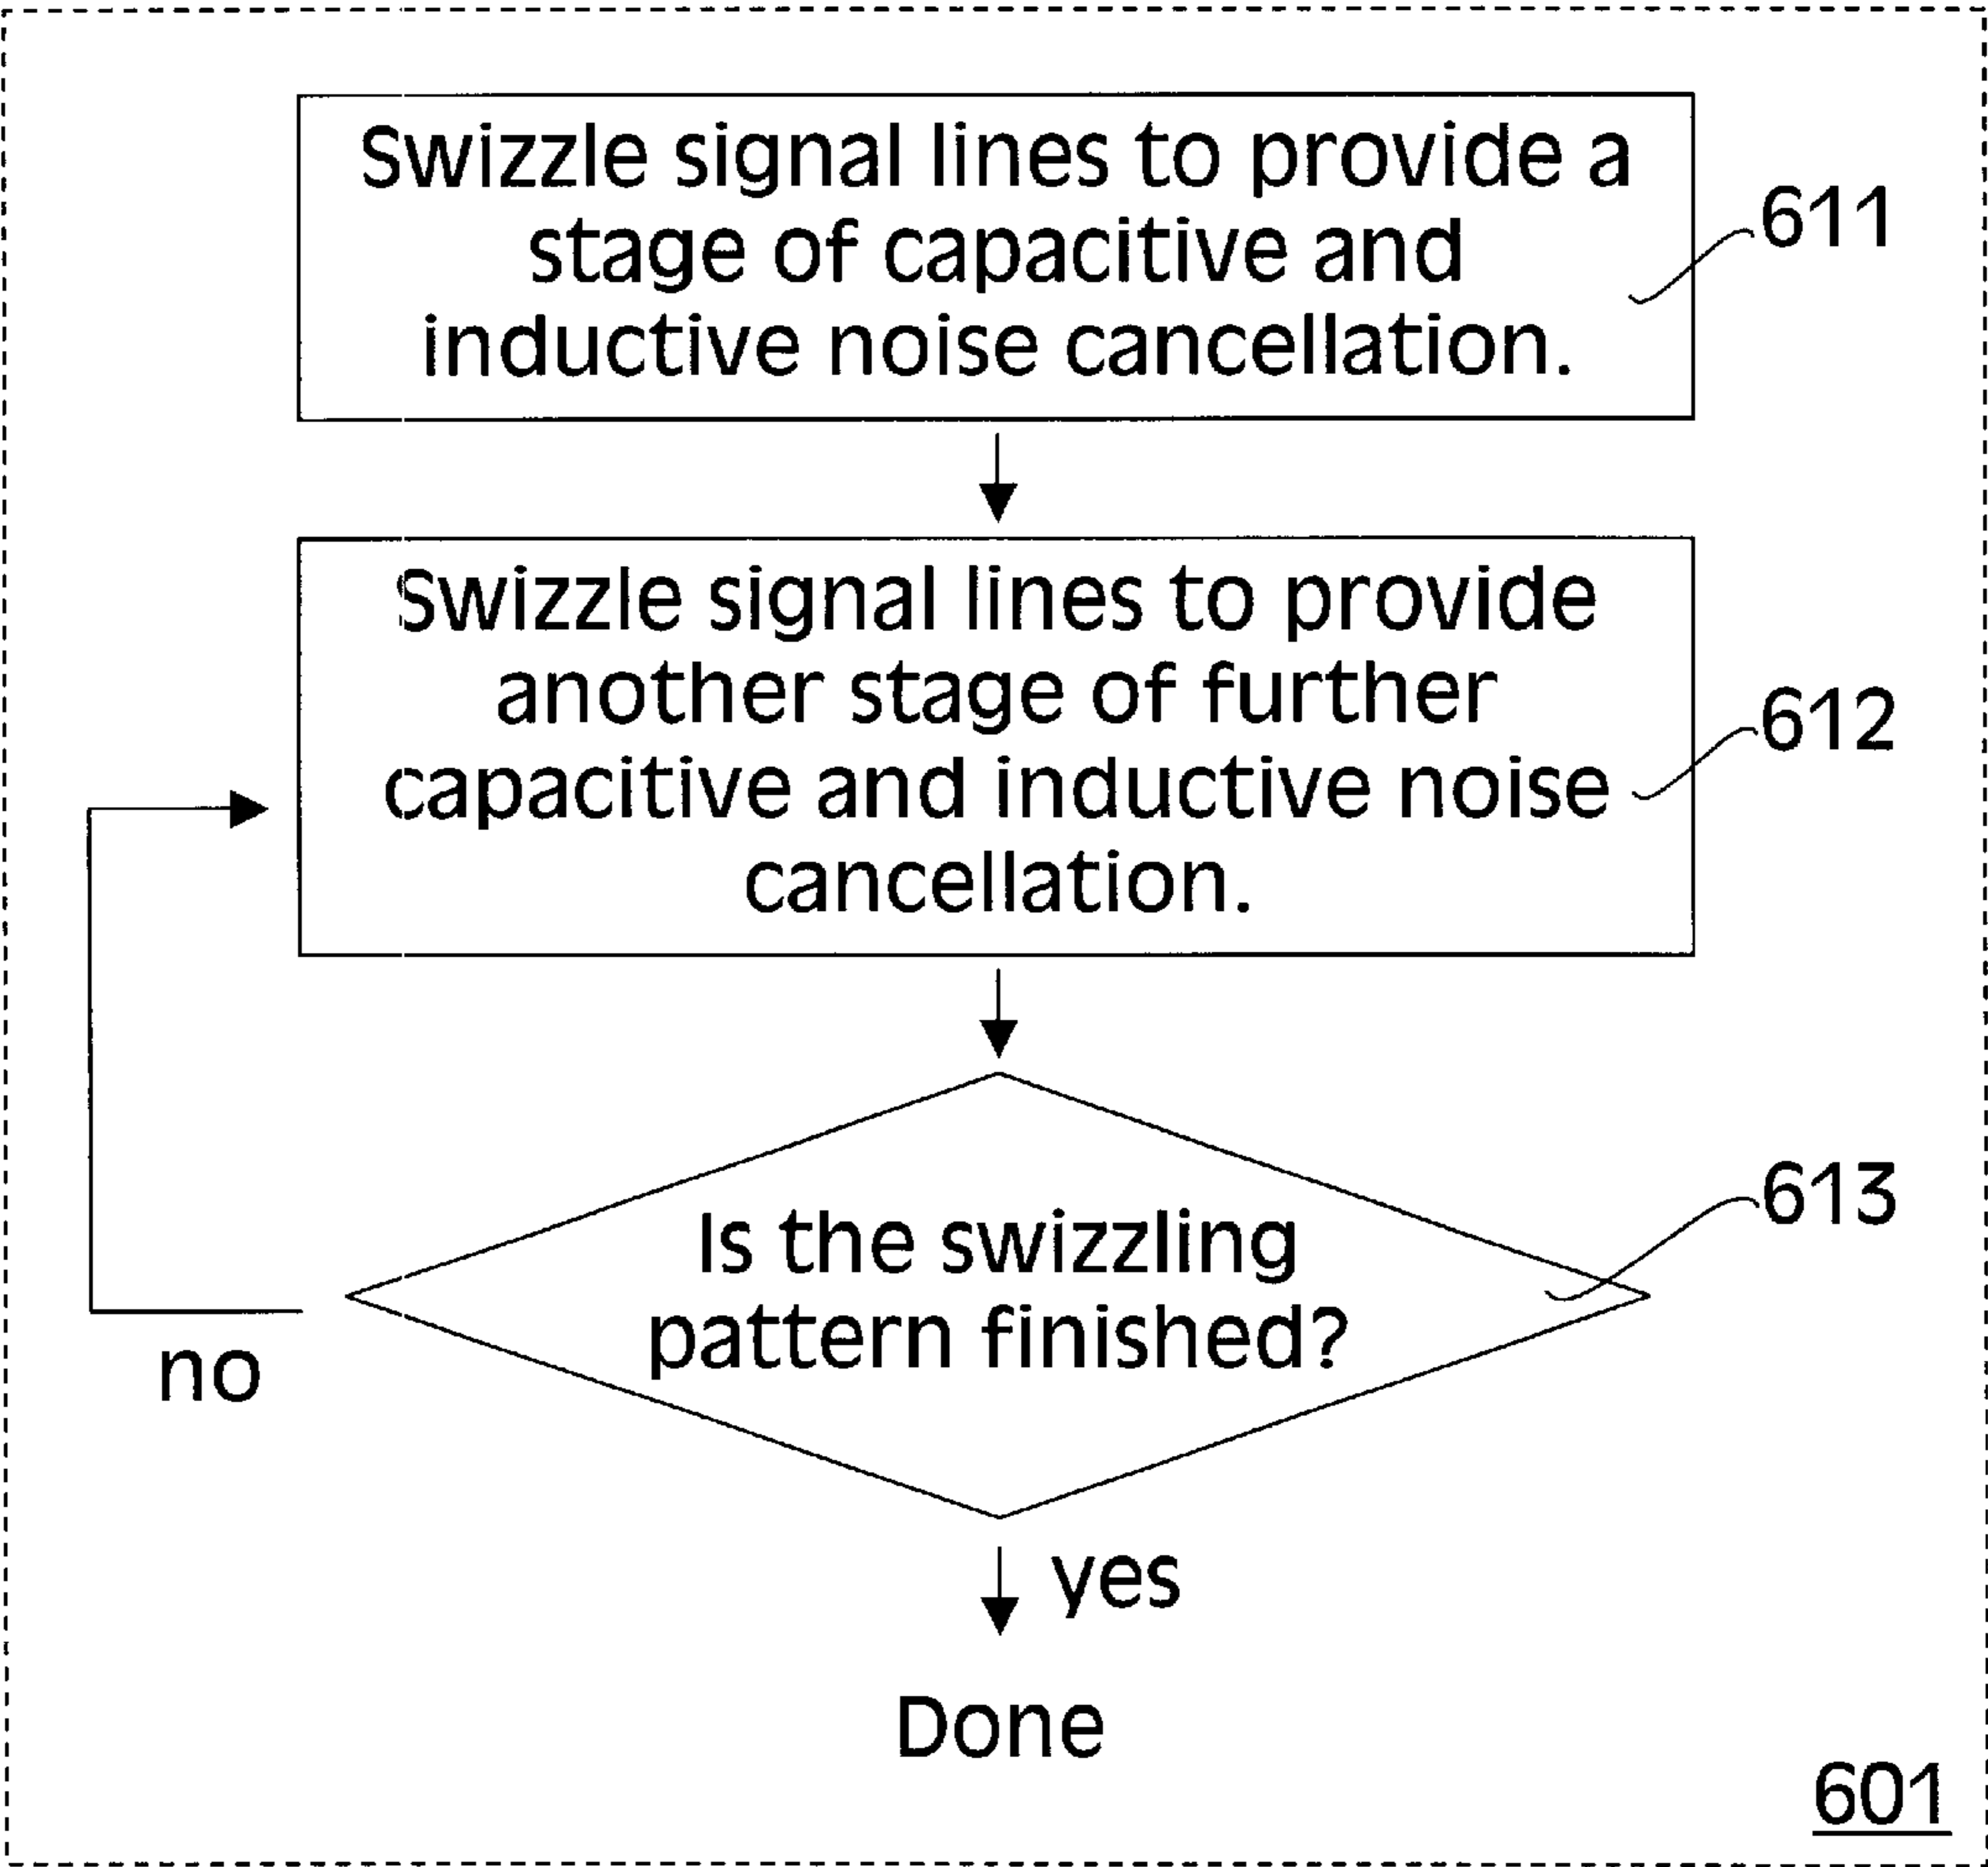 Swizzle signal lines to provide a
stage of capacitive and
inductive noise cancellation.
611
Swizzle signal lines to provide
another stage of further
capacitive and inductive noise
cancellation.
612
Is the swizzling
pattern finished?
613
no
yes
Done
601